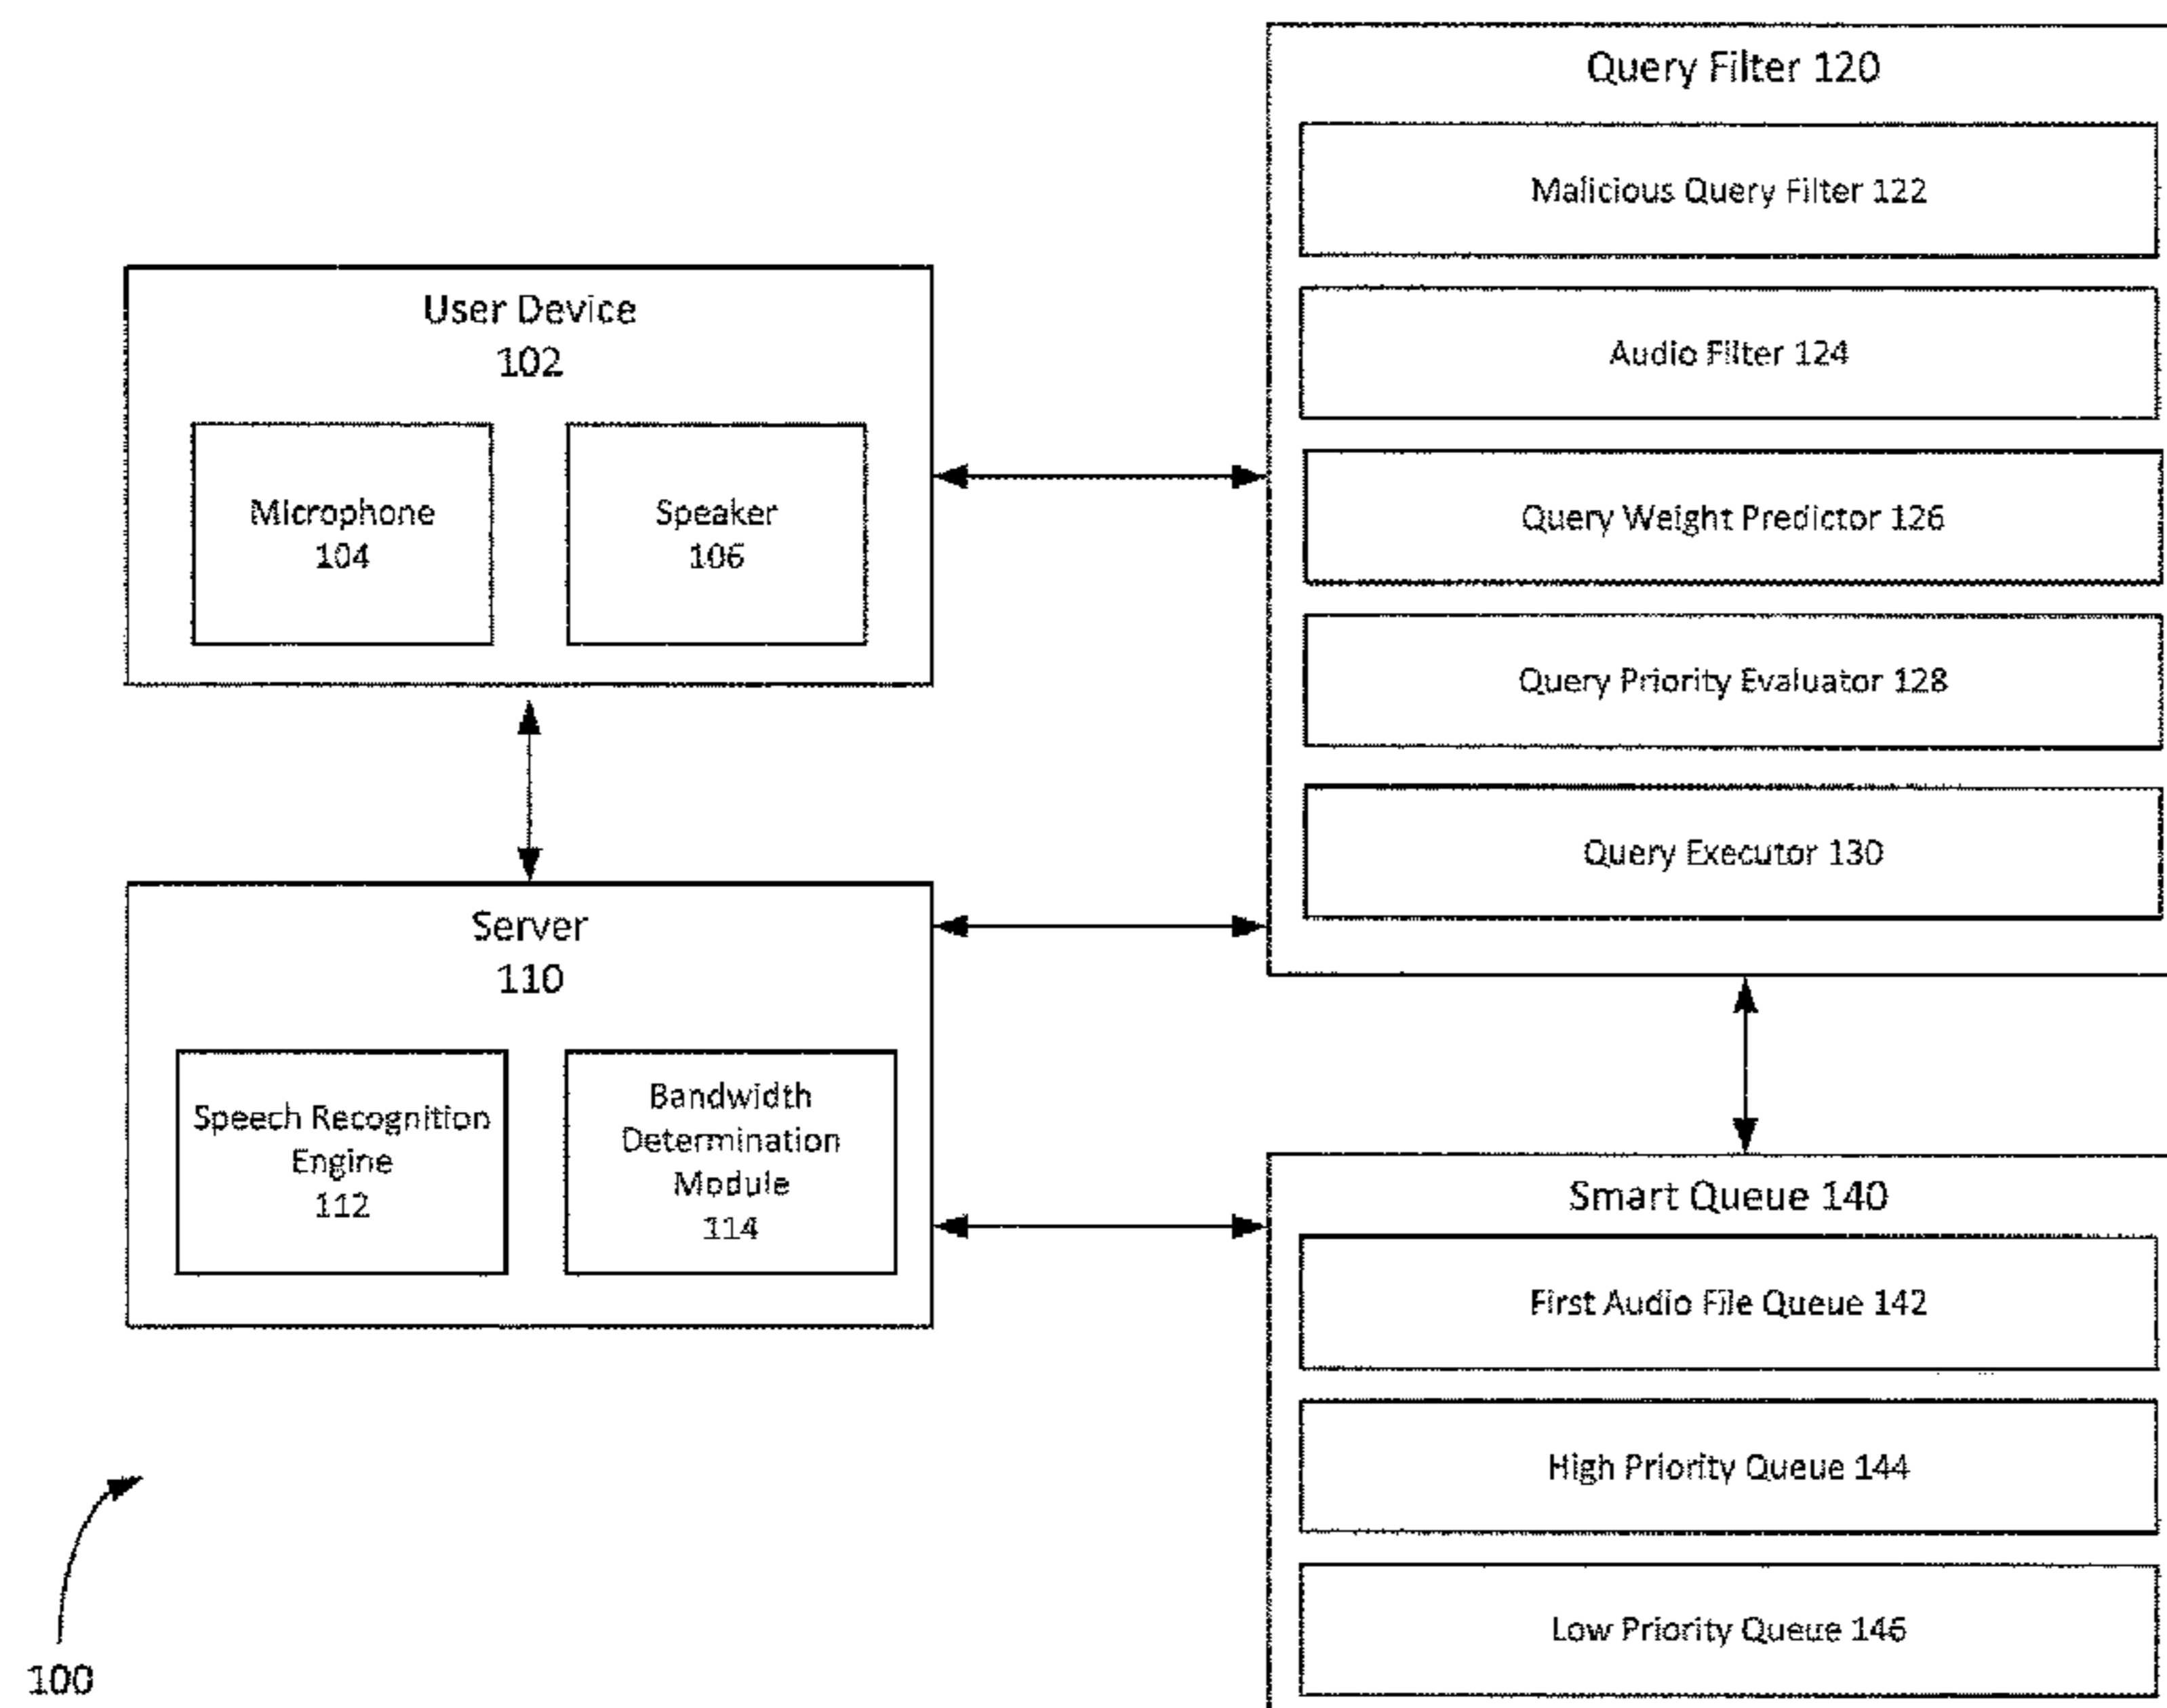 Query Filter 120
Malicious Query Filter 122
Audio Filter 124
Query Weight Predictor 126
Query Priority Evaluator 128
Query Executor 130
User Device
102
Microphone
104
Speaker
106
Server
110
Speech Recognition
Engine
112
Bandwidth
Determination
Module
114
Smart Queue 140
First Audio File Queue 142
High Priority Queue 144
Low Priority Queue 146
100